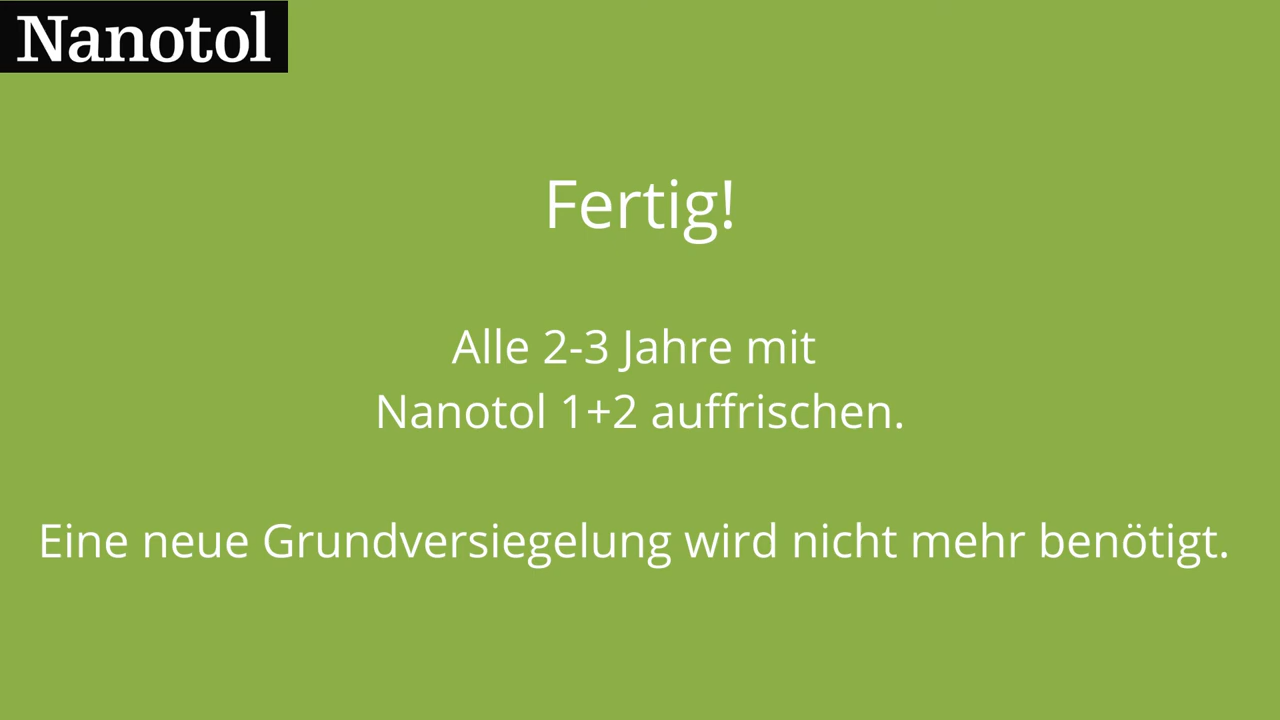 Nanotol
Fertig!
Alle 2-3 Jahre mit
Nanotol 1+2 auffrischen.
Eine neue Grundversiegelung wird nicht mehr benötigt.